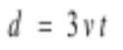 d = 3vt